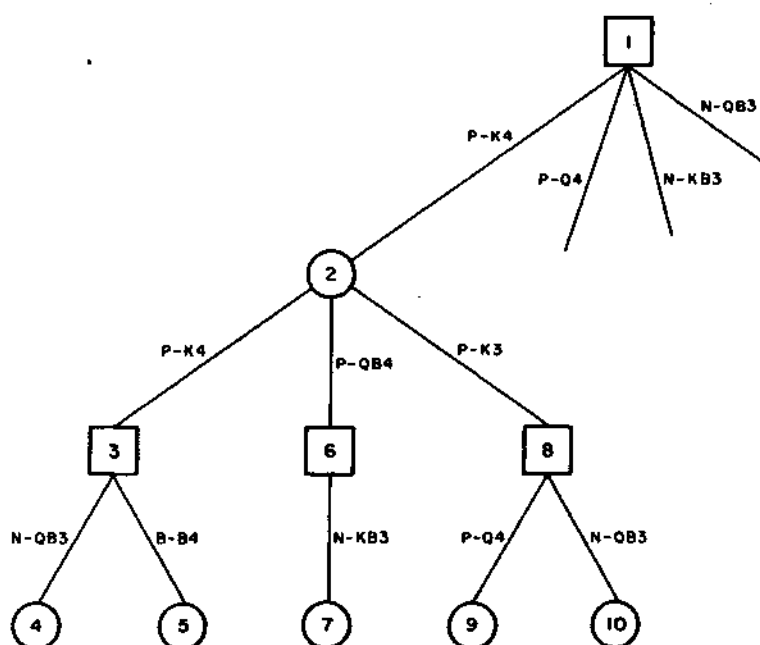 1
N-QB3
P-K4
P-Q4
N-KB3
2
P-K4
P-QB4
P-K3
3
6
8
N-QB3
B-B4
N-KB3
P-Q4
N-QB3
4
5
7
9
10